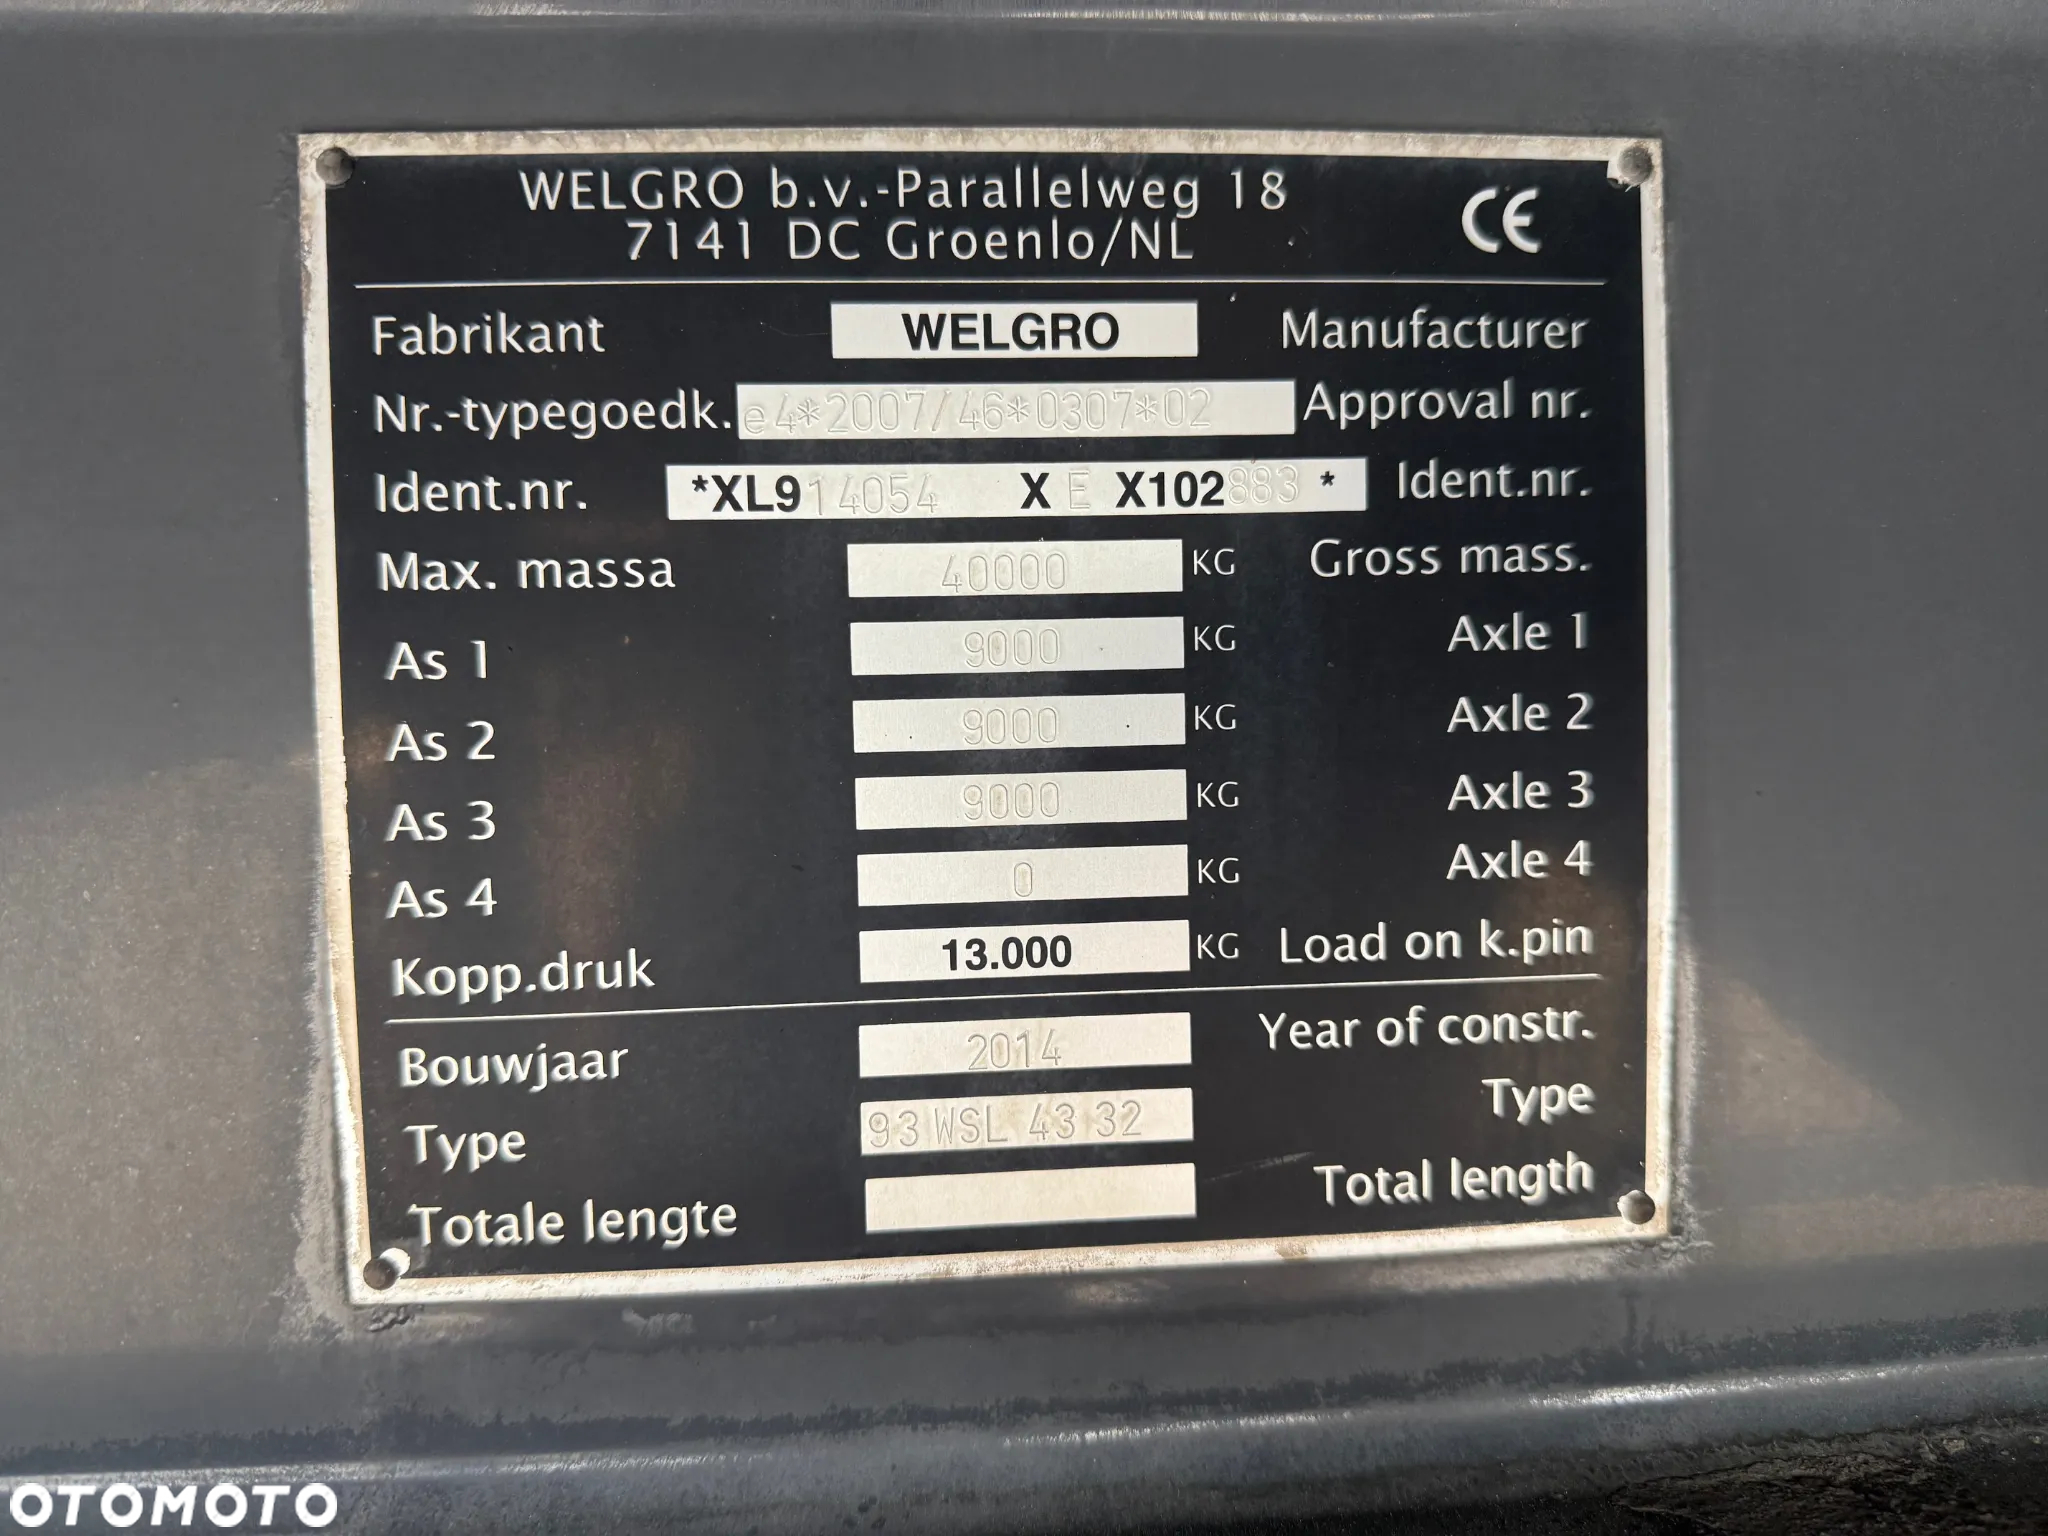 WELGRO b.v.-Parallelweg 18
7141 DC Groenlo/NL
CE
Fabrikant WELGRO Manufacturer
Nr.-typegoedk. e4*2007/46*0307*02 Approval nr.
Ident.nr. *XL914054 X E X102883 * Ident.nr.
Max. massa 40000 KG Gross mass.
As 1 9000 KG Axle 1
As 2 9000 KG Axle 2
As 3 9000 KG Axle 3
As 4 0 KG Axle 4
Kopp.druk 13.000 KG Load on k.pin
Bouwjaar 2014 Year of constr.
Type 93 WSL 43 32 Type
Totale lengte Total length
OTOMOTO